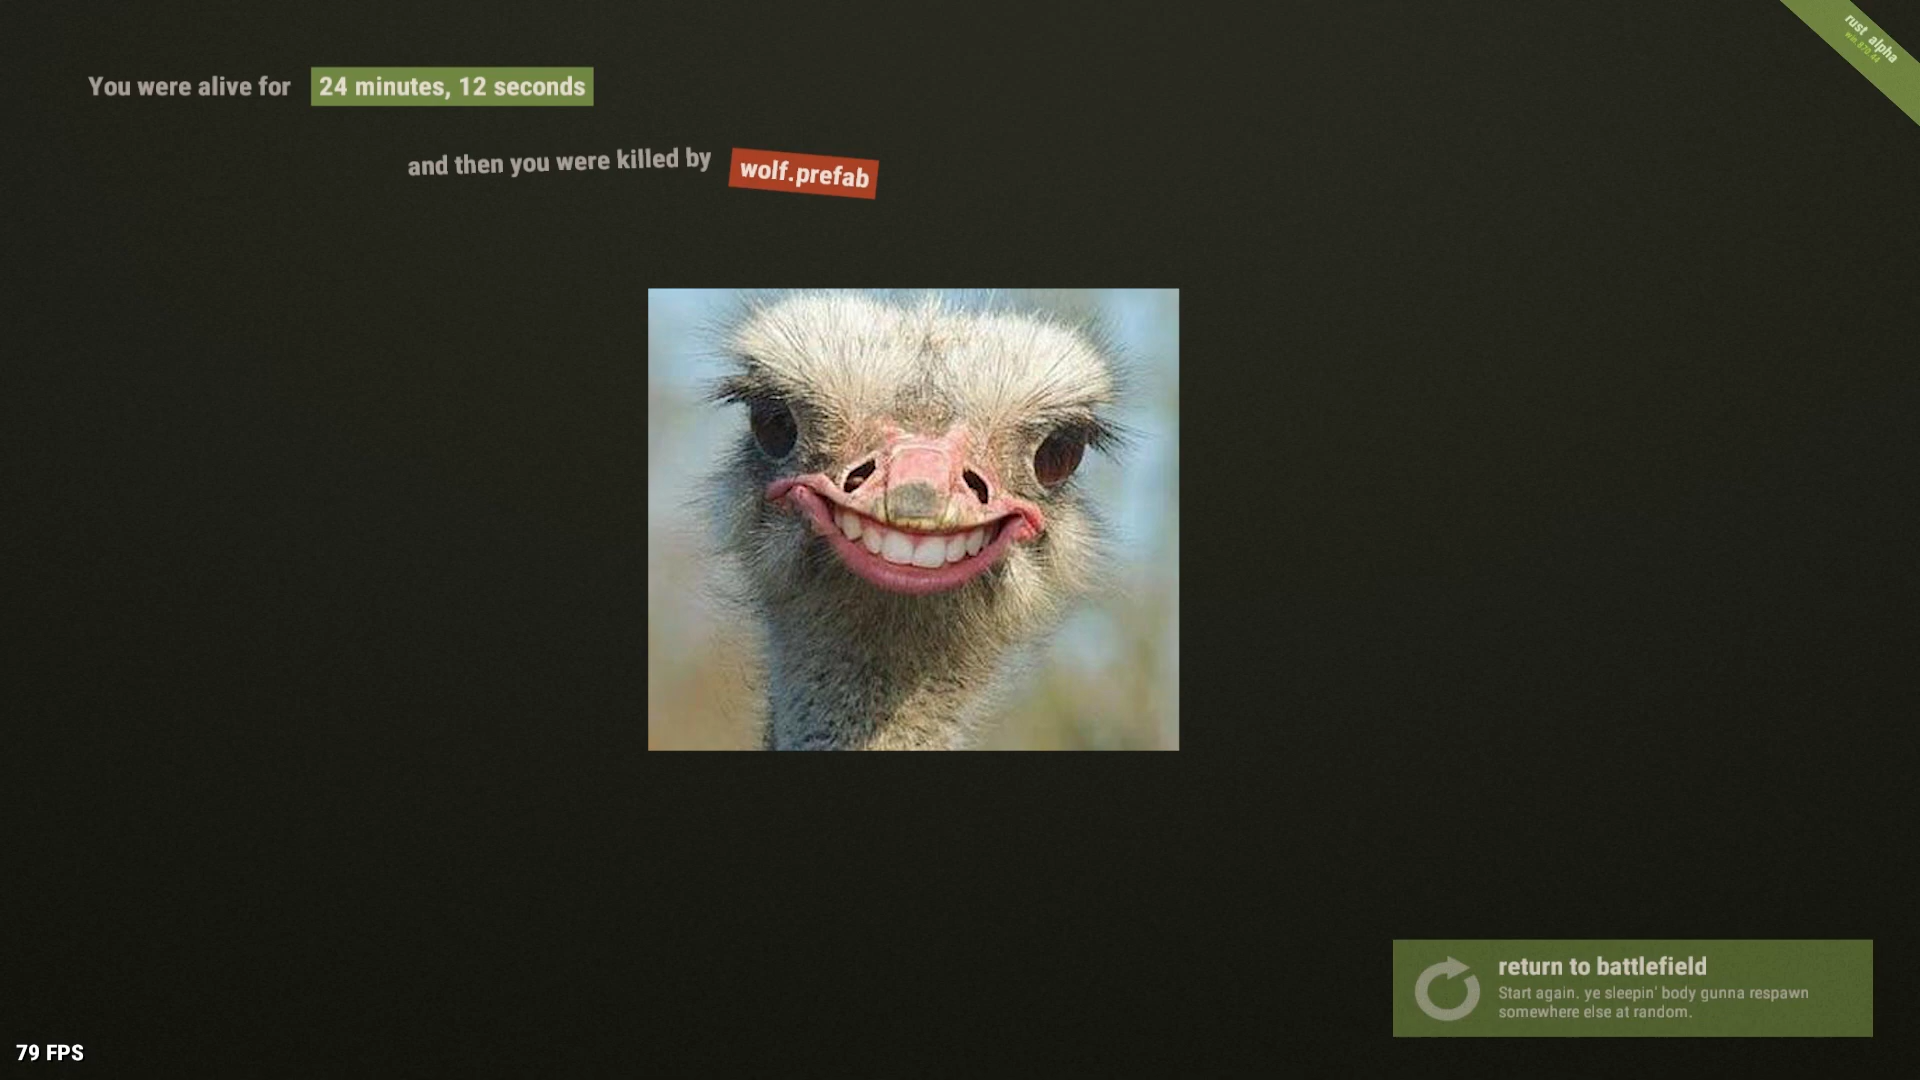 rust alpha
You were alive for 24 minutes, 12 seconds
and then you were killed by wolf.prefab
return to battlefield
Start again. ye sleepin' body gunna respawn
somewhere else at random.
79 FPS